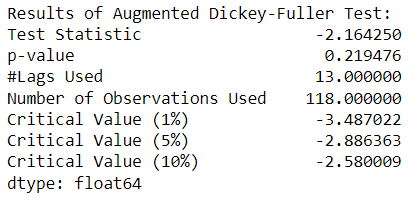 Results of Augmented Dickey-Fuller Test:
Test Statistic                 -2.164250
p-value                         0.219476
#Lags Used                     13.000000
Number of Observations Used   118.000000
Critical Value (1%)            -3.487022
Critical Value (5%)            -2.886363
Critical Value (10%)           -2.580009
dtype: float64